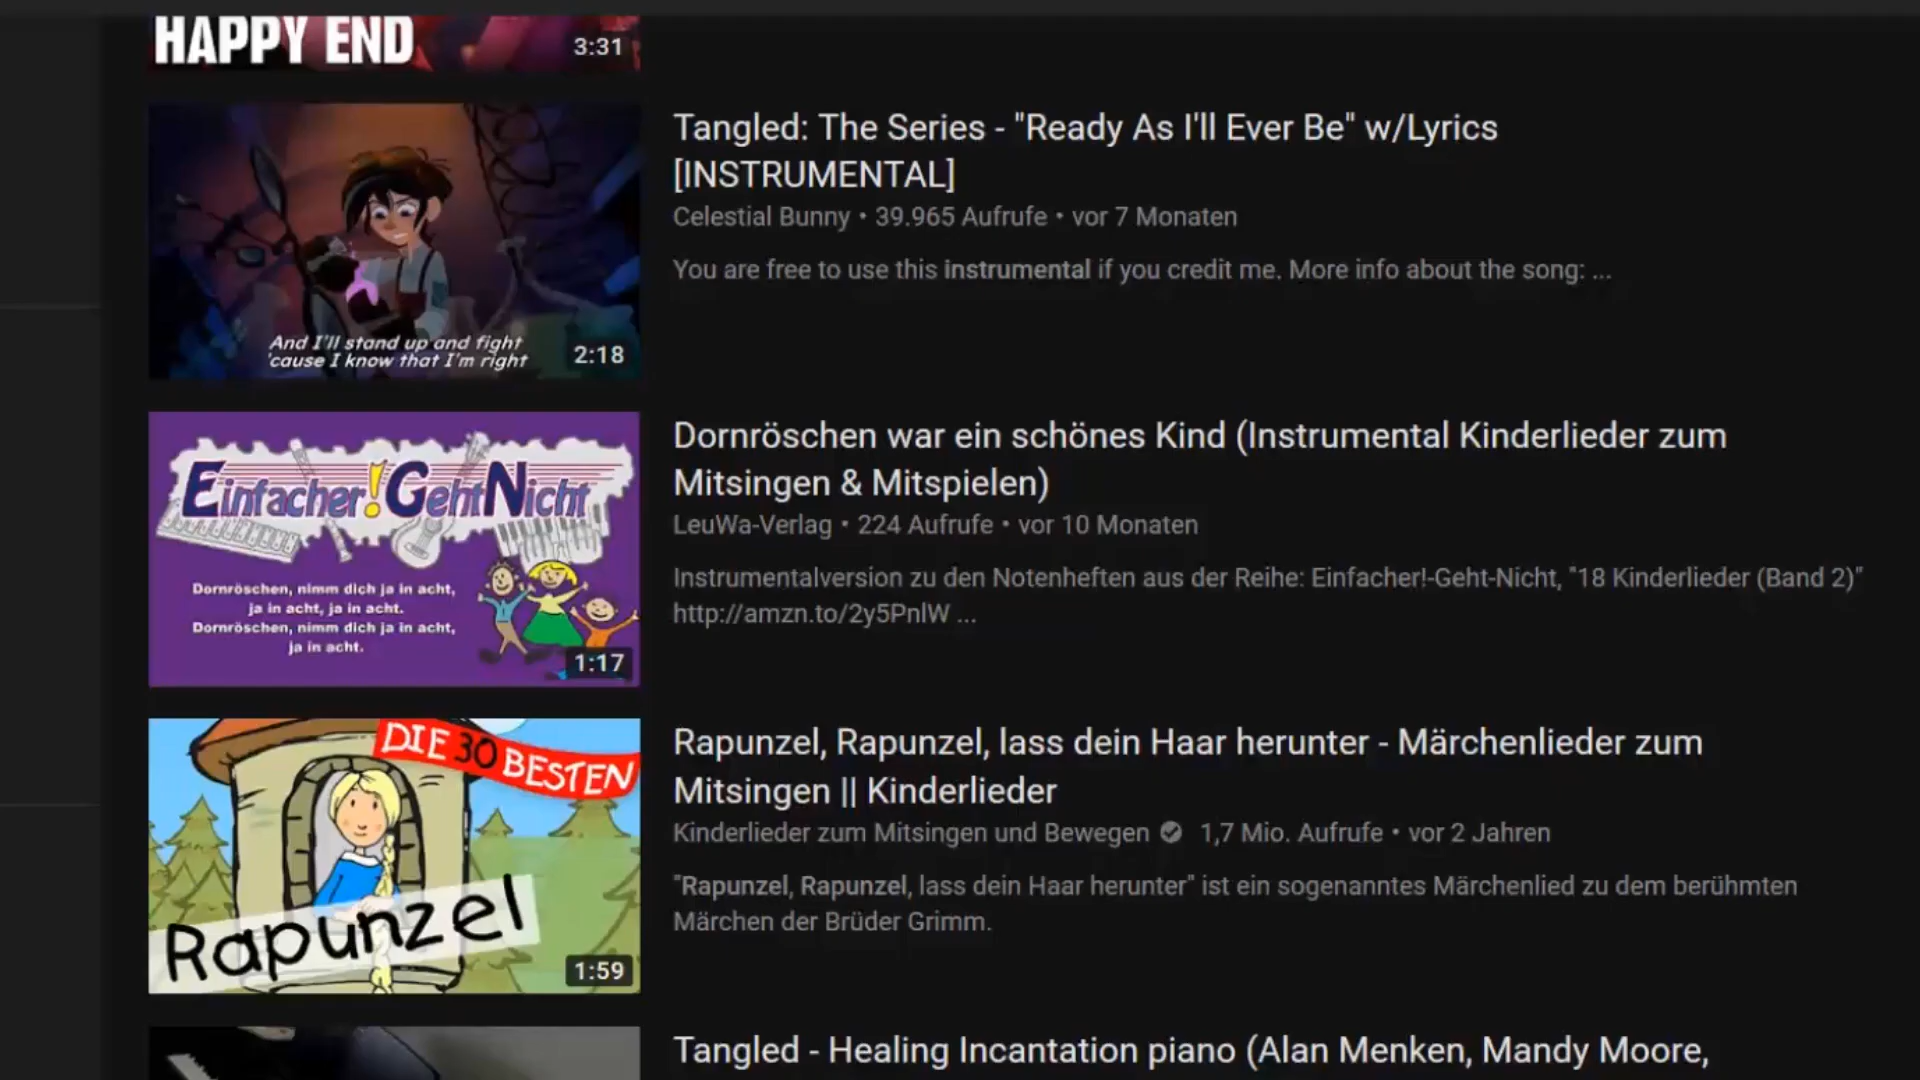 HAPPY END
3:31
Tangled: The Series - "Ready As I'll Ever Be" w/Lyrics
[INSTRUMENTAL]
Celestial Bunny • 39.965 Aufrufe • vor 7 Monaten
You are free to use this instrumental if you credit me. More info about the song: ...
And I'll stand up and fight
'cause I know that I'm right
2:18
Dornröschen war ein schönes Kind (Instrumental Kinderlieder zum
Mitsingen & Mitspielen)
LeuWa-Verlag • 224 Aufrufe • vor 10 Monaten
Instrumentalversion zu den Notenheften aus der Reihe: Einfacher!-Geht-Nicht, "18 Kinderlieder (Band 2)"
http://amzn.to/2y5PnlW ...
Einfacher!GehtNicht
Dornröschen, nimm dich ja in acht,
ja in acht, ja in acht.
Dornröschen, nimm dich ja in acht,
ja in acht.
1:17
Rapunzel, Rapunzel, lass dein Haar herunter - Märchenlieder zum
Mitsingen || Kinderlieder
Kinderlieder zum Mitsingen und Bewegen 1,7 Mio. Aufrufe • vor 2 Jahren
"Rapunzel, Rapunzel, lass dein Haar herunter" ist ein sogenanntes Märchenlied zu dem berühmten
Märchen der Brüder Grimm.
DIE 30 BESTEN
Rapunzel
1:59
Tangled - Healing Incantation piano (Alan Menken, Mandy Moore,